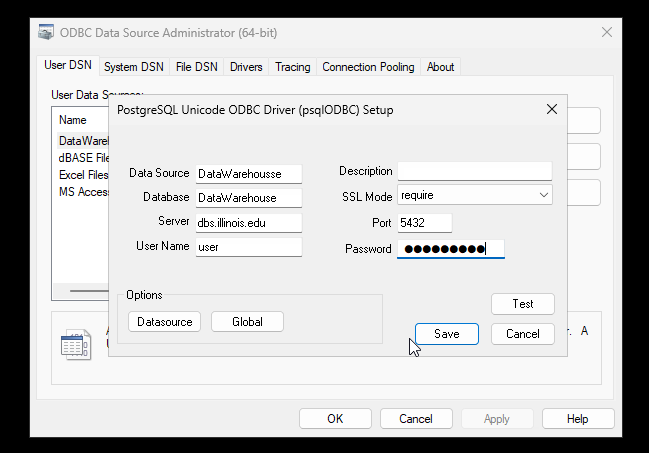 ODBC Data Source Administrator (64-bit)
User DSN System DSN File DSN Drivers Tracing Connection Pooling About
User Data
Name
PostgreSQL Unicode ODBC Driver (psqlODBC) Setup
dBASE File
Excel Files
MS Acces
Data Source DataWarehousse Description
Database DataWarehouse SSL Mode require
Server dbs.illinois.edu Port 5432
User Name user Password ●●●●●●●●●
Options
Datasource Global
Test
Save Cancel
A
OK Cancel Apply Help